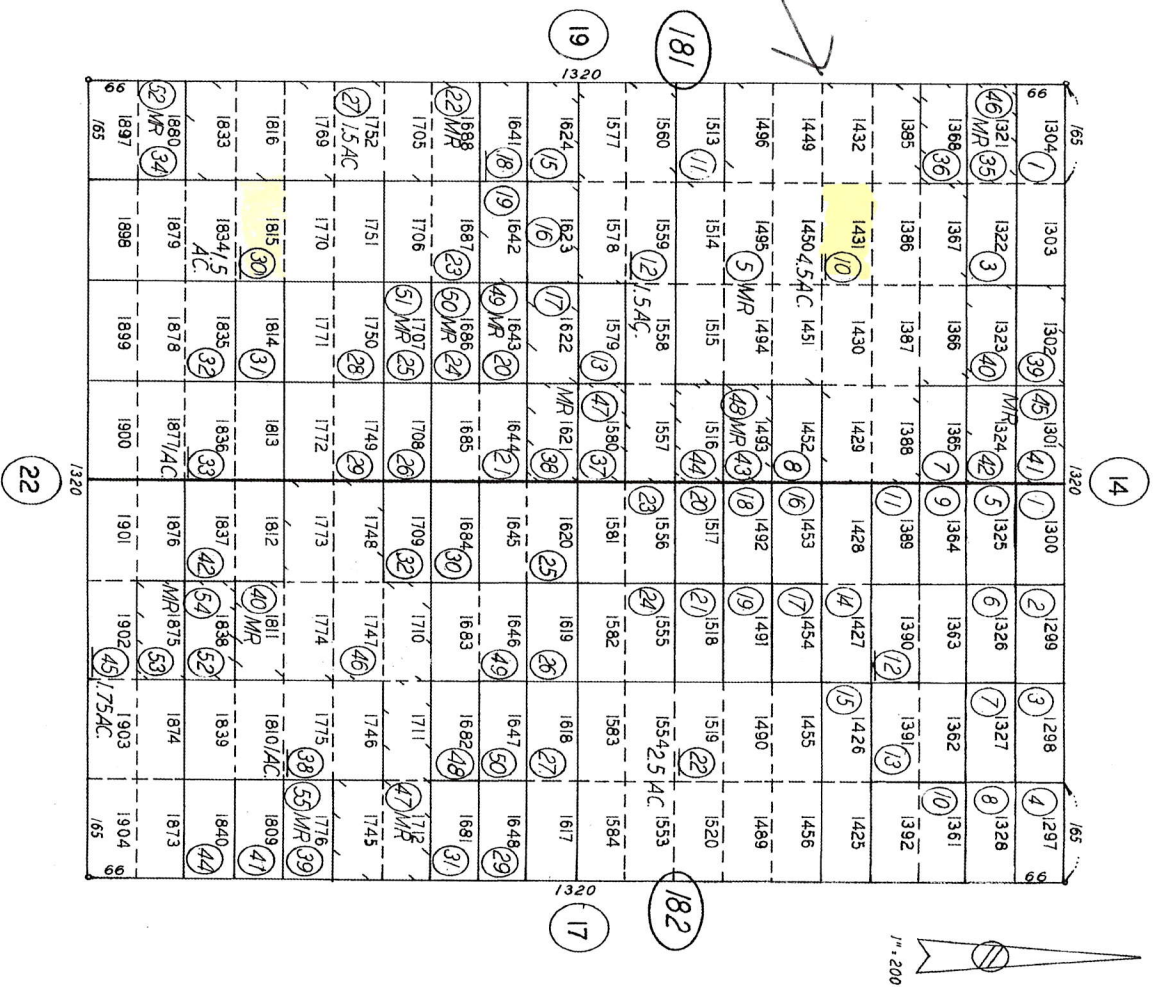 14
165 1320 165
66 1304 1 1303 1302 39 45 1301 41 1 1300 2 1299 3 1298 4 1297 66
46 1321 MR 35 1322 3 1323 40 MR 1324 42 5 1325 6 1326 7 1327 8 1328
1368 36 1367 1366 1365 7 9 1364 1363 1362 10 1361
1385 1386 1387 1388 11 1389 1390 12 1391 13 1392
1432 1431 10 1430 1429 1428 14 1427 15 1426 1425
1449 1450 4.5 AC 1451 1452 8 16 1453 17 1454 1455 1456
1496 1495 5 MR 1494 48 1493 MR 43 18 1492 19 1491 1490 1489
181 1513 11 1514 1515 1516 44 20 1517 21 1518 1519 22 1520 182
1560 1559 12 1.5 AC. 1558 1557 23 1556 24 1555 1554 2.5 AC 1553
19 1320 1577 1578 1579 13 47 1580 37 1581 1582 1583 1584 1320 17
1624 15 1623 16 17 1622 MR 1621 38 1620 25 1619 26 1618 27 1617
1641 18 19 1642 49 1643 MR 20 1644 21 1645 1646 49 1647 50 1648 29
22 1688 MR 1687 23 50 1686 MR 24 1685 1684 30 1683 1682 48 1681 31
1705 1706 51 1707 MR 25 1708 26 1709 32 1710 1711 47 1712 MR
27 1752 1.5 AC 1751 1750 28 1749 29 1748 1747 46 1746 1745
1769 1770 1771 1772 1773 1774 1775 38 55 1776 MR 39
1816 1815 30 1814 31 1813 1812 40 1811 MR 1810 1 AC. 1809 41
1833 1834 1.5 AC. 1835 32 1836 33 1837 42 54 1838 52 1839 1840 44
52 1880 MR 34 1879 1878 1877 1 AC. 1876 MR 1875 53 1874 1873
66 1897 1898 1899 1900 1901 1902 45 1.75 AC. 1903 1904 66
165 1320 165
22
1" = 200